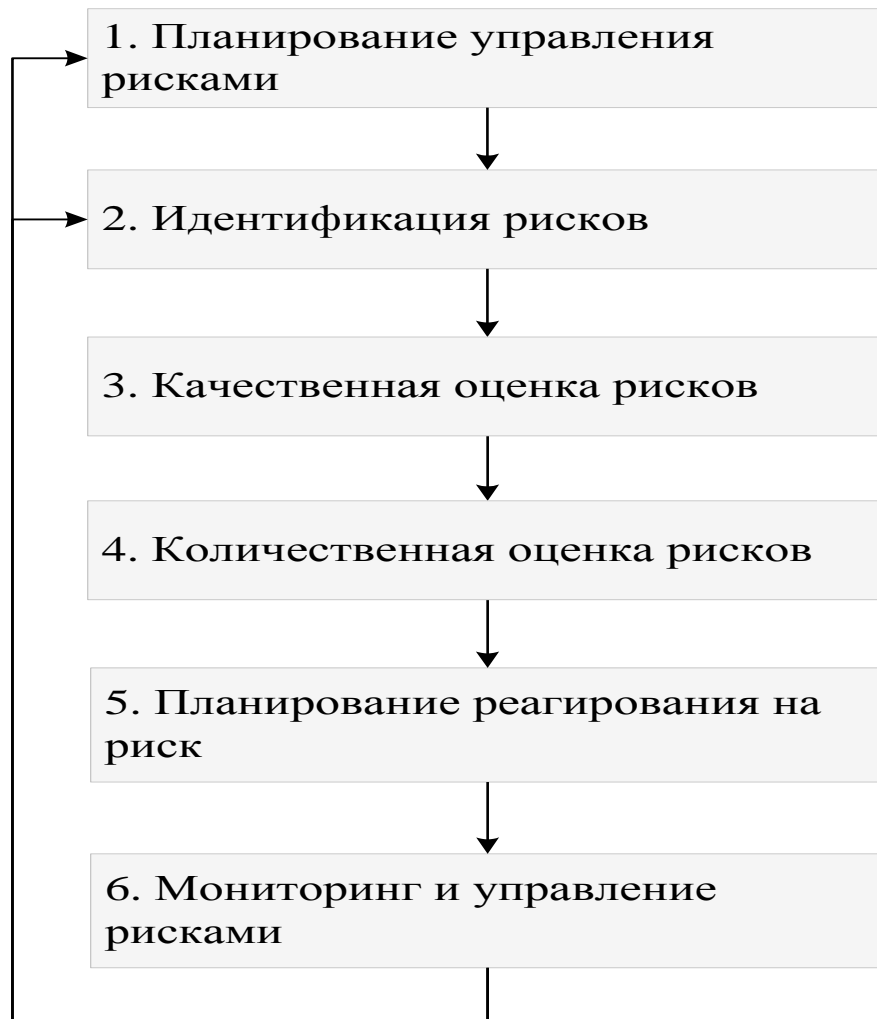 1. Планирование управления
рисками
2. Идентификация рисков
3. Качественная оценка рисков
4. Количественная оценка рисков
5. Планирование реагирования на
риск
6. Мониторинг и управление
рисками